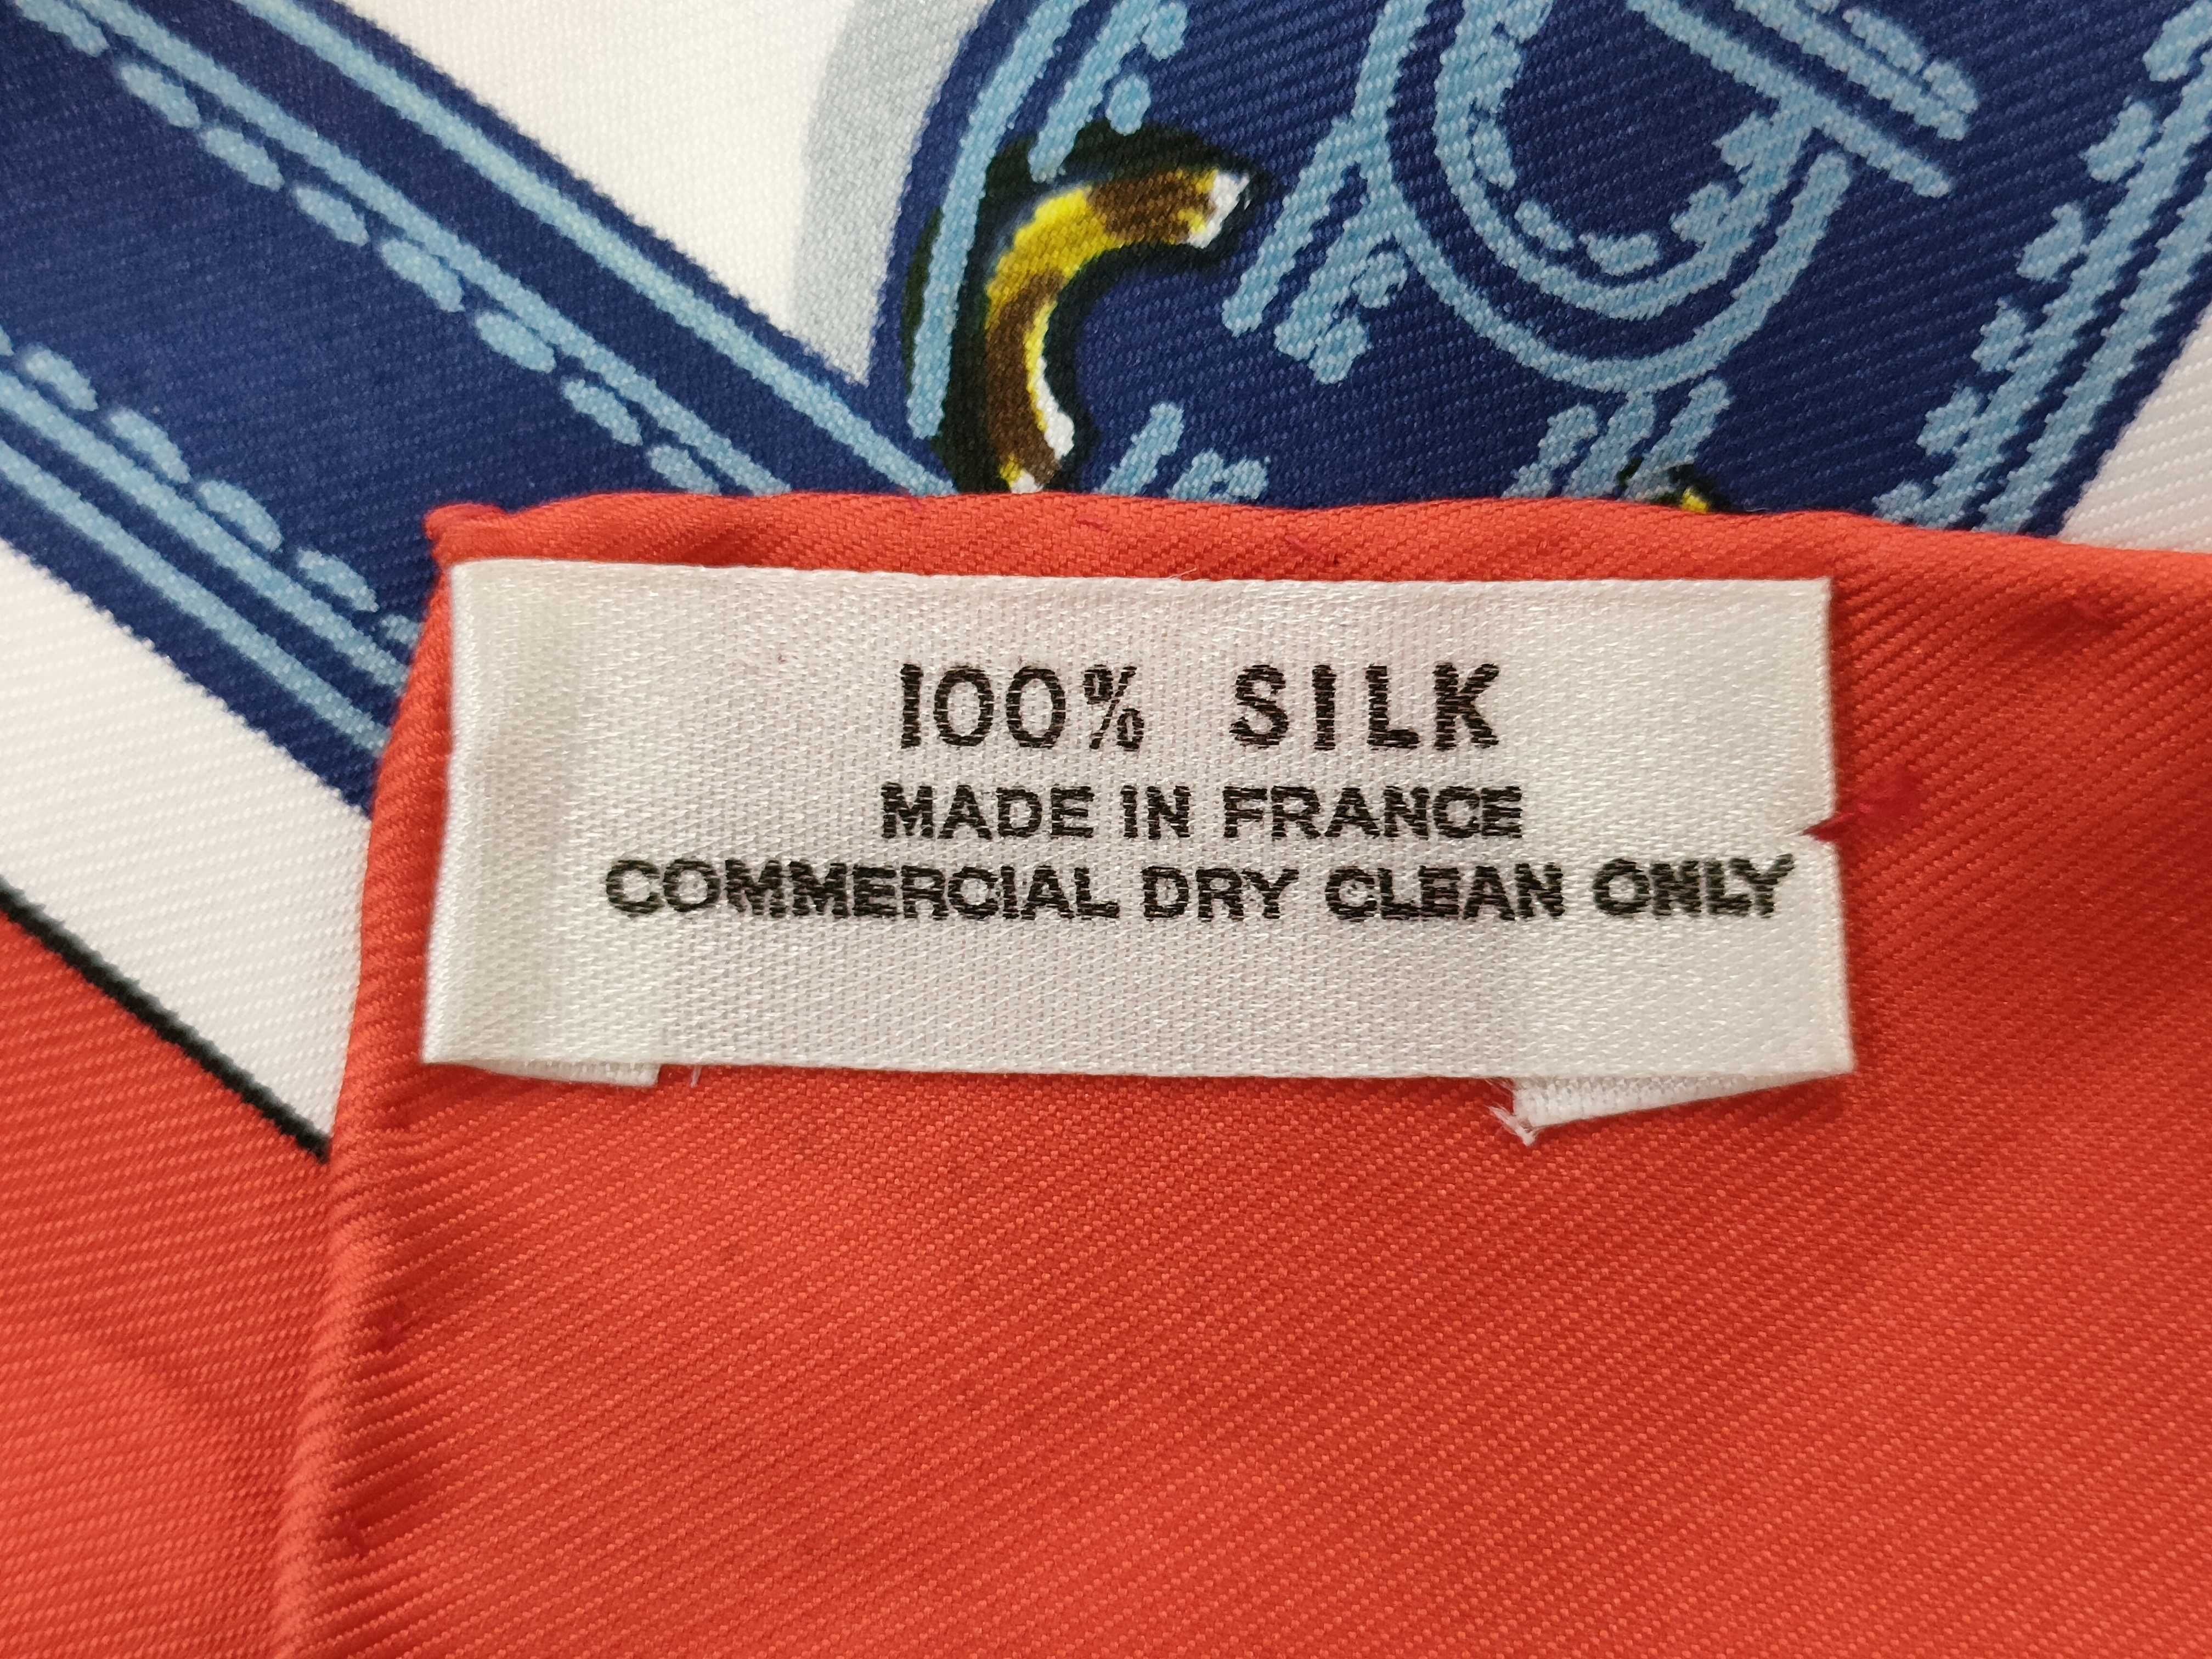 100% SILK
MADE IN FRANCE
COMMERCIAL DRY CLEAN ONLY